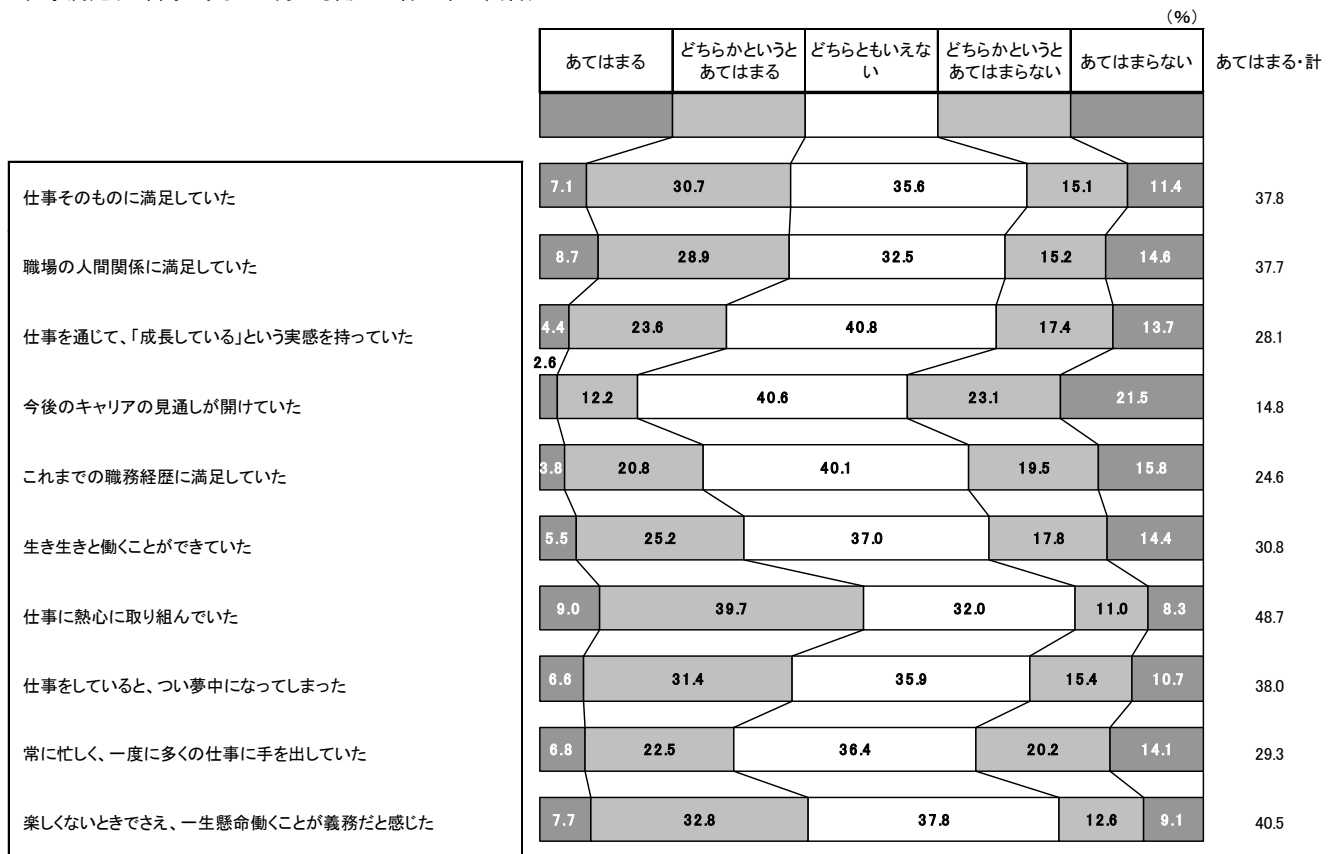 (%)
あてはまる どちらかというと あてはまる どちらともいえな い どちらかというと あてはまらない あてはまらない あてはまる・計
仕事そのものに満足していた 7.1 30.7 35.6 15.1 11.4 37.8
職場の人間関係に満足していた 8.7 28.9 32.5 15.2 14.6 37.7
仕事を通じて、「成長している」という実感を持っていた 4.4 23.6 40.8 17.4 13.7 28.1
今後のキャリアの見通しが開けていた 2.6 12.2 40.6 23.1 21.5 14.8
これまでの職務経歴に満足していた 3.8 20.8 40.1 19.5 15.8 24.6
生き生きと働くことができていた 5.5 25.2 37.0 17.8 14.4 30.8
仕事に熱心に取り組んでいた 9.0 39.7 32.0 11.0 8.3 48.7
仕事をしていると、つい夢中になってしまった 6.6 31.4 35.9 15.4 10.7 38.0
常に忙しく、一度に多くの仕事に手を出していた 6.8 22.5 36.4 20.2 14.1 29.3
楽しくないときでさえ、一生懸命働くことが義務だと感じた 7.7 32.8 37.8 12.6 9.1 40.5